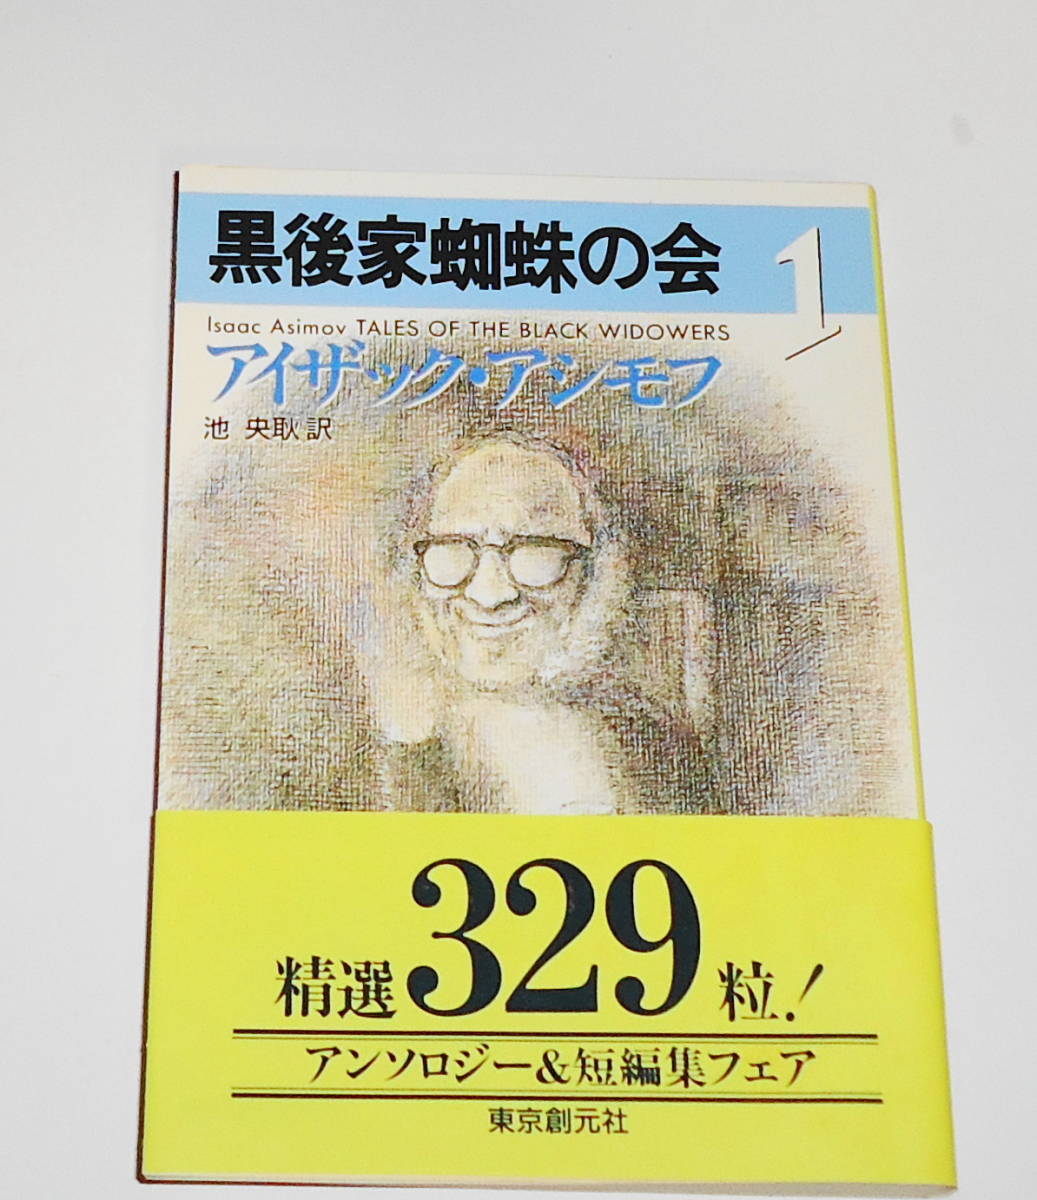 黒後家蜘蛛の会 1
Isaac Asimov TALES OF THE BLACK WIDOWERS
アイザック・アシモフ
池 央耿 訳
精選329粒!
アンソロジー&短編集フェア
東京創元社